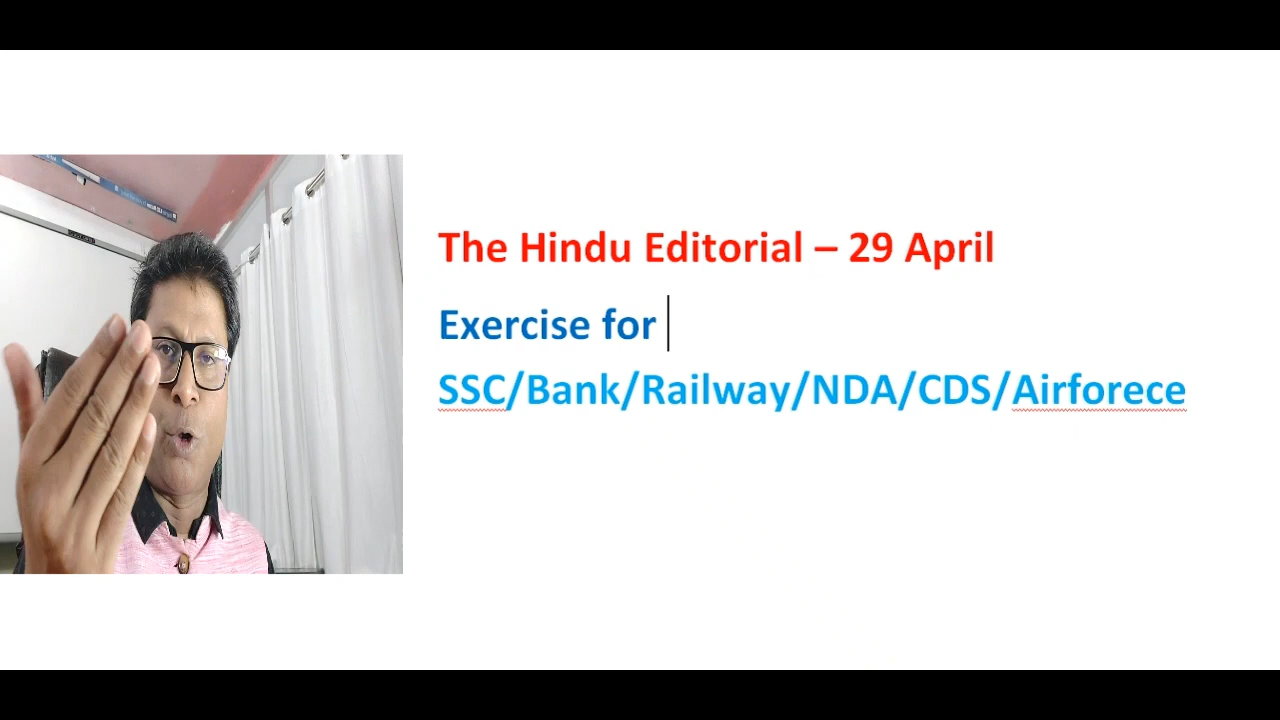 The Hindu Editorial – 29 April
Exercise for
SSC/Bank/Railway/NDA/CDS/Airforece